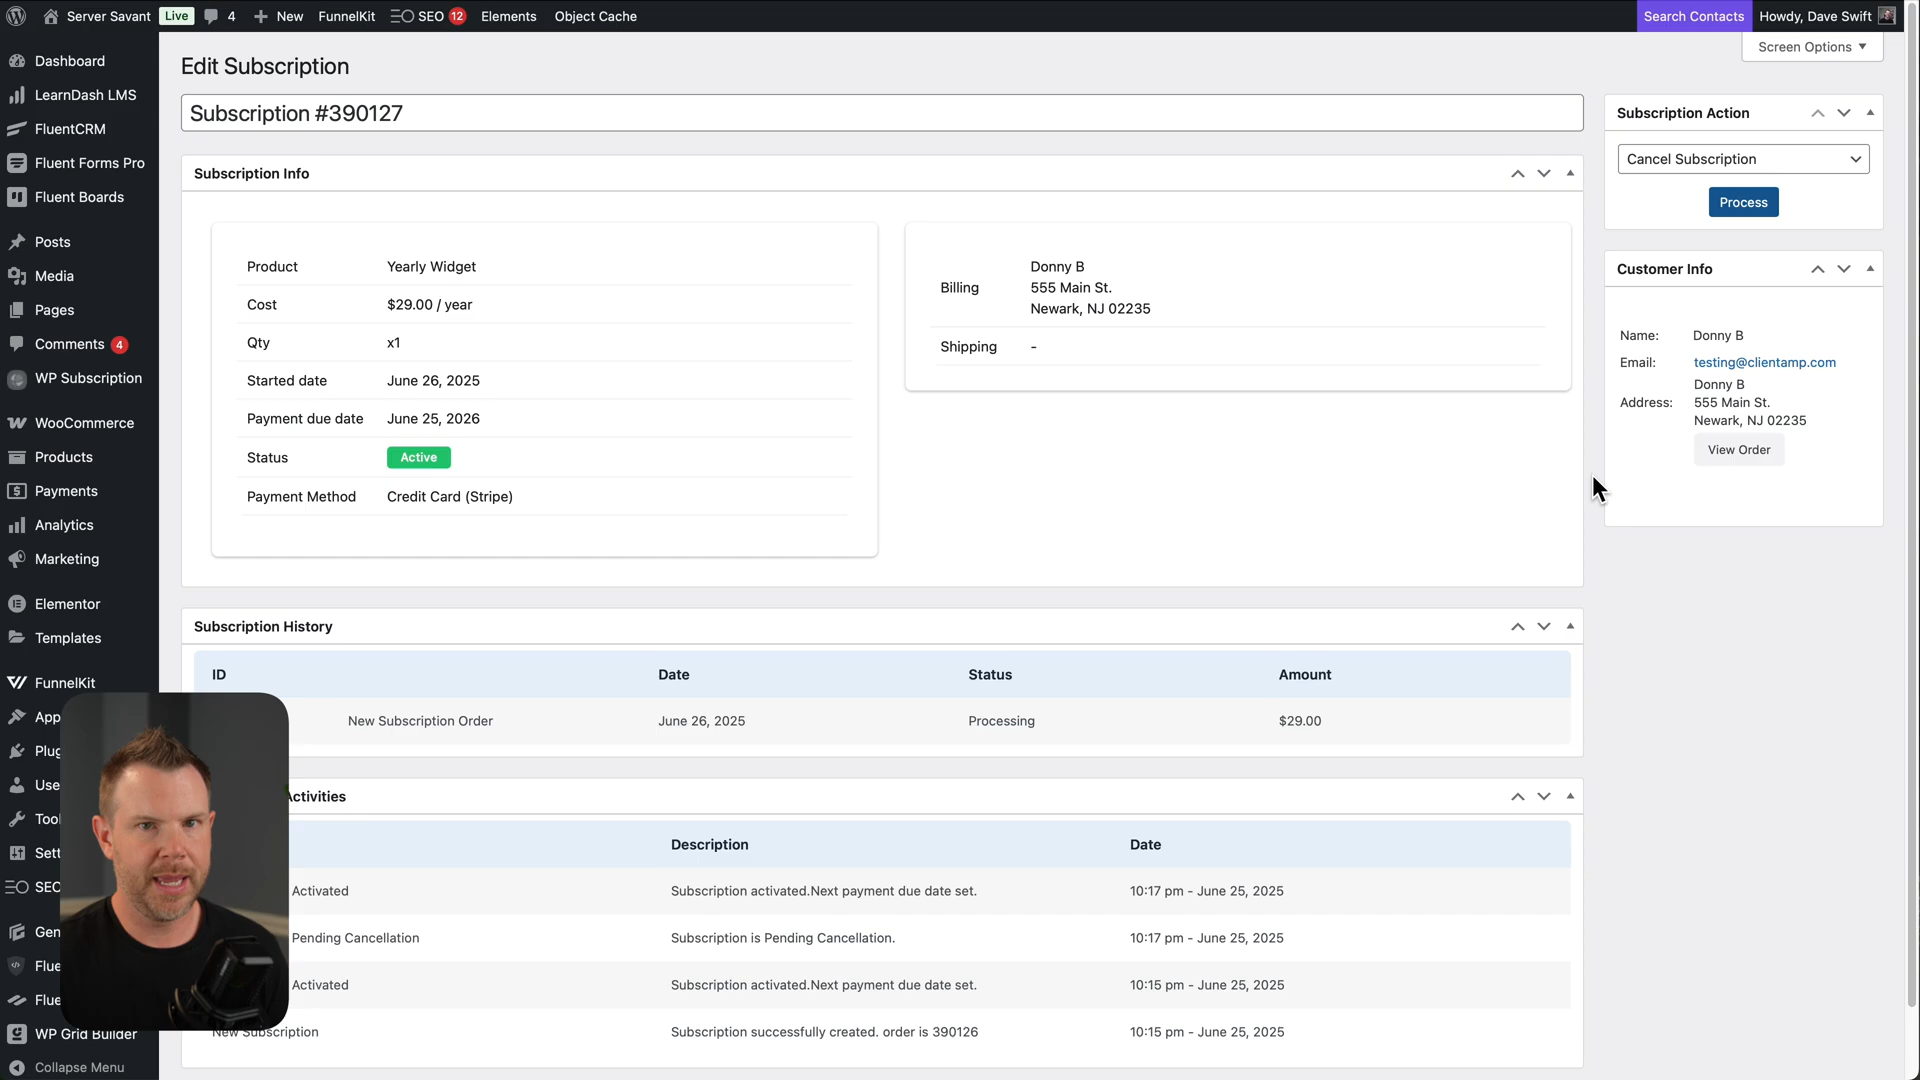 Server Savant Live 4 New FunnelKit SEO 12 Elements Object Cache Search Contacts Howdy, Dave Swift
Screen Options
Dashboard
LearnDash LMS
FluentCRM
Fluent Forms Pro
Fluent Boards
Posts
Media
Pages
Comments 4
WP Subscription
WooCommerce
Products
Payments
Analytics
Marketing
Elementor
Templates
FunnelKit
App
Plug
Use
Tool
Sett
SEO
Gen
Flue
Flue
WP Grid Builder
Collapse Menu
Edit Subscription
Subscription #390127
Subscription Info
Product Yearly Widget
Cost $29.00 / year
Qty x1
Started date June 26, 2025
Payment due date June 25, 2026
Status Active
Payment Method Credit Card (Stripe)
Billing
Donny B
555 Main St.
Newark, NJ 02235
Shipping -
Subscription History
ID Date Status Amount
New Subscription Order June 26, 2025 Processing $29.00
Activities
Description Date
Activated Subscription activated.Next payment due date set. 10:17 pm - June 25, 2025
Pending Cancellation Subscription is Pending Cancellation. 10:17 pm - June 25, 2025
Activated Subscription activated.Next payment due date set. 10:15 pm - June 25, 2025
New Subscription Subscription successfully created. order is 390126 10:15 pm - June 25, 2025
Subscription Action
Cancel Subscription
Process
Customer Info
Name: Donny B
Email: testing@clientamp.com
Address:
Donny B
555 Main St.
Newark, NJ 02235
View Order